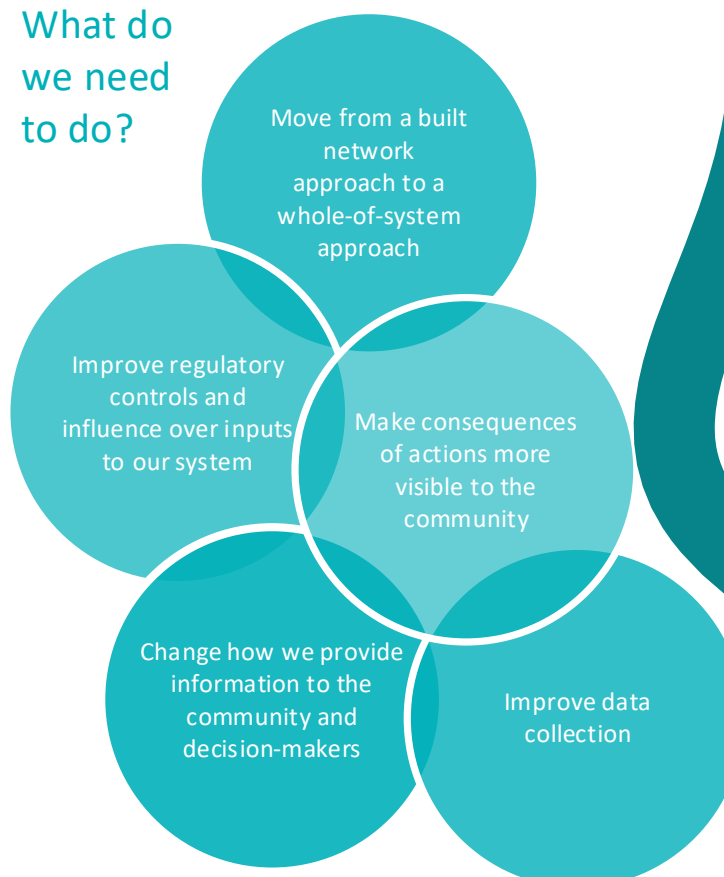 What do
we need
to do?
Move from a built
network
approach to a
whole-of-system
approach
Improve regulatory
controls and
influence over inputs
to our system
Make consequences
of actions more
visible to the
community
Change how we provide
information to the
community and
decision-makers
Improve data
collection